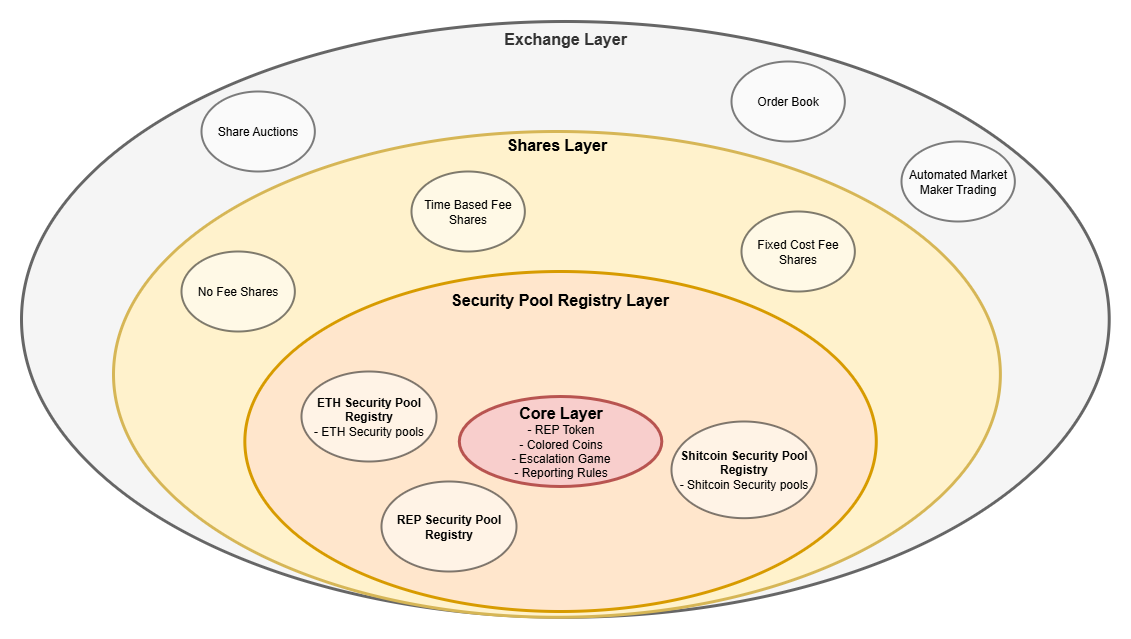 Exchange Layer
Order Book
Share Auctions
Shares Layer
Automated Market
Maker Trading
Time Based Fee
Shares
Fixed Cost Fee
Shares
No Fee Shares
Security Pool Registry Layer
ETH Security Pool
Registry
- ETH Security pools
Core Layer
- REP Token
- Colored Coins
- Escalation Game
- Reporting Rules
Shitcoin Security Pool
Registry
- Shitcoin Security pools
REP Security Pool
Registry